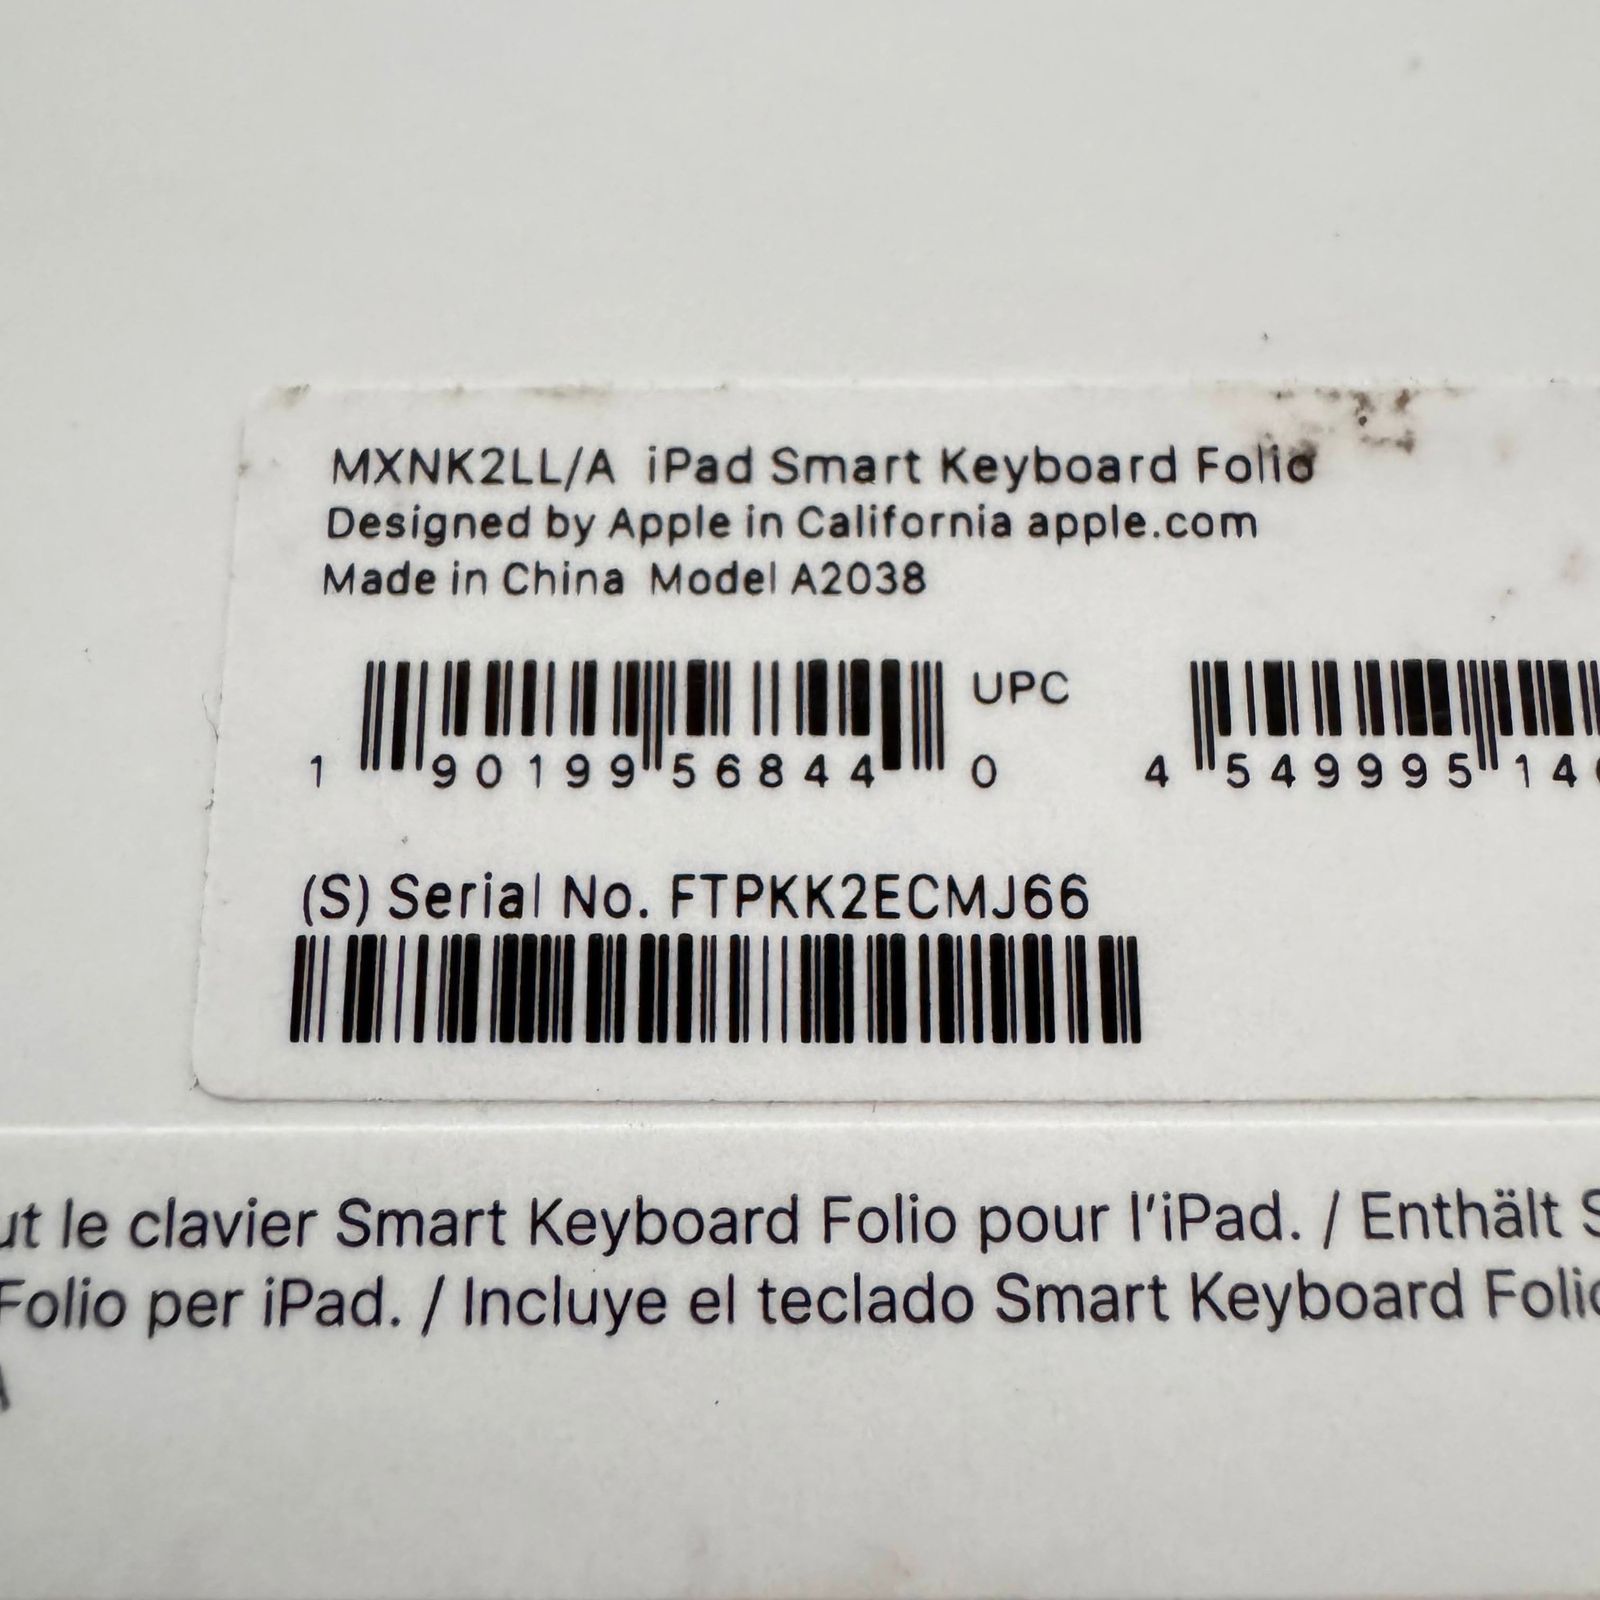 MXNK2LL/A iPad Smart Keyboard Folio
Designed by Apple in California apple.com
Made in China Model A2038
UPC
1 90199 56844 0
4 549995 14
(S) Serial No. FTPKK2ECMJ66
le clavier Smart Keyboard Folio pour l'iPad. / Enthält
Folio per iPad. / Incluye el teclado Smart Keyboard Folio